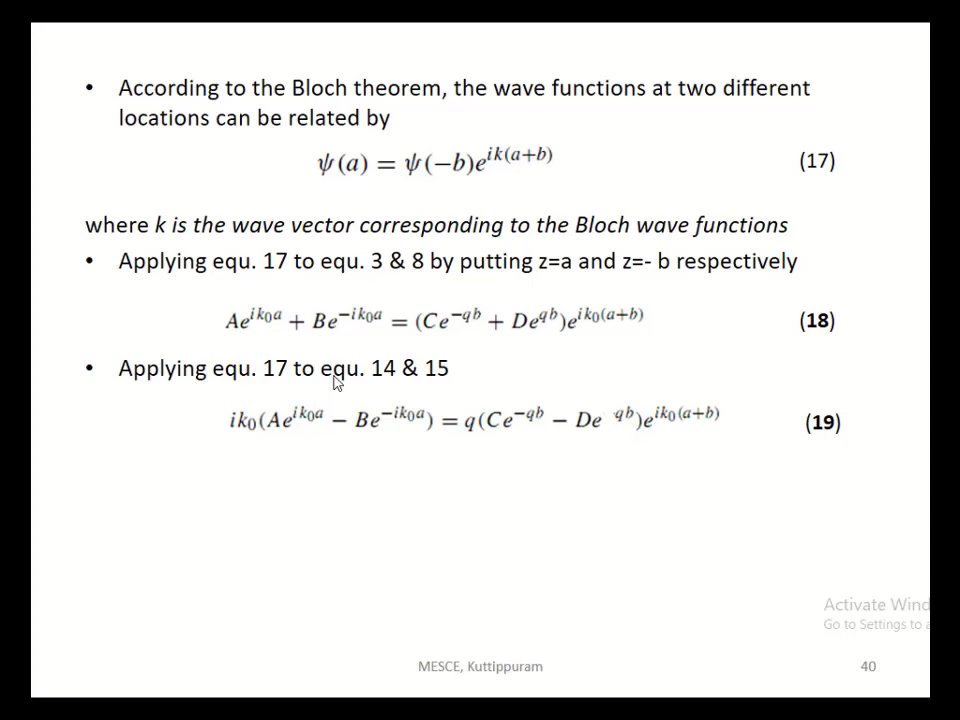 • According to the Bloch theorem, the wave functions at two different
locations can be related by
ψ(a) = ψ(−b)e^{ik(a+b)} (17)
where k is the wave vector corresponding to the Bloch wave functions
• Applying equ. 17 to equ. 3 & 8 by putting z=a and z=- b respectively
Ae^{ik₀a} + Be^{−ik₀a} = (Ce^{−qb} + De^{qb})e^{ik₀(a+b)} (18)
• Applying equ. 17 to equ. 14 & 15
ik₀(Ae^{ik₀a} − Be^{−ik₀a}) = q(Ce^{−qb} − De^{qb})e^{ik₀(a+b)} (19)
Activate Wind
Go to Settings to a
MESCE, Kuttippuram 40